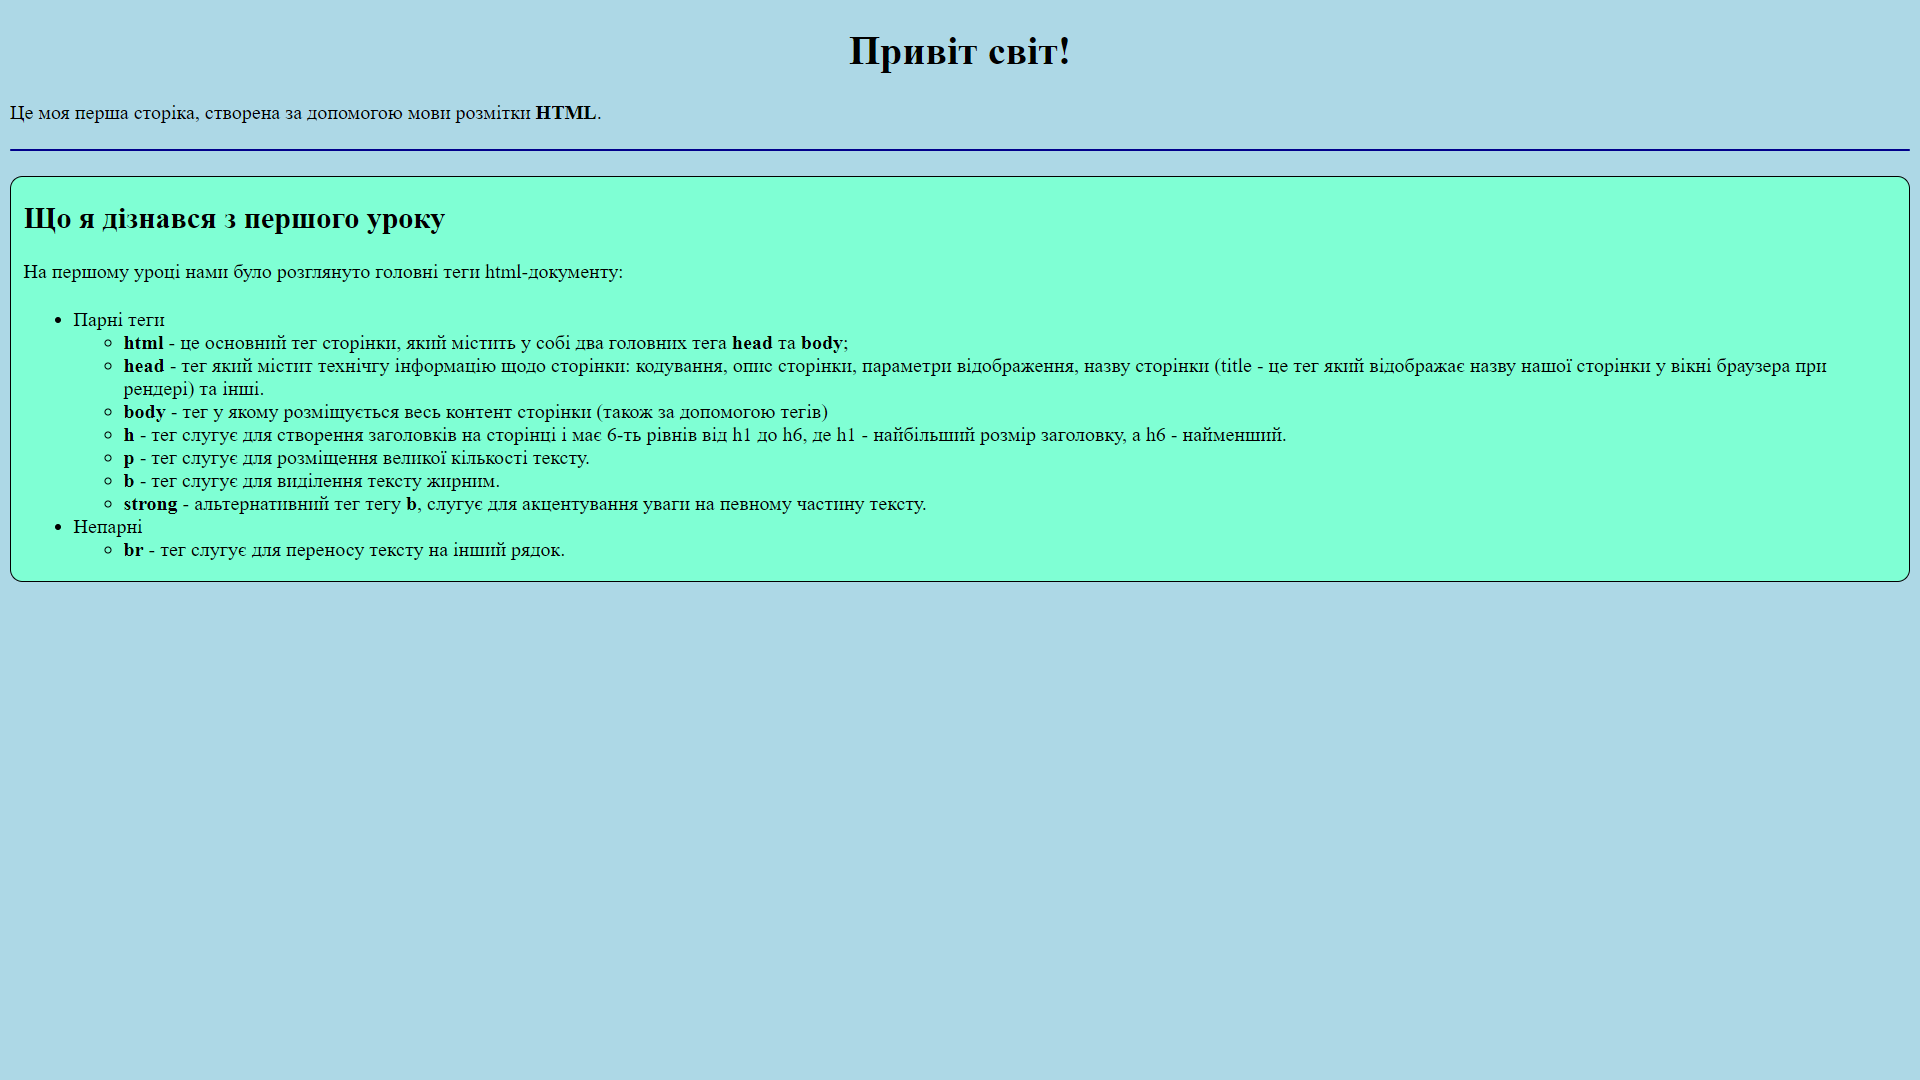 Привіт світ!
Це моя перша сторіка, створена за допомогою мови розмітки HTML.
Що я дізнався з першого уроку
На першому уроці нами було розглянуто головні теги html-документу:
• Парні теги
◦ html - це основний тег сторінки, який містить у собі два головних тега head та body;
◦ head - тег який містит технічгу інформацію щодо сторінки: кодування, опис сторінки, параметри відображення, назву сторінки (title - це тег який відображає назву нашої сторінки у вікні браузера при
рендері) та інші.
◦ body - тег у якому розміщується весь контент сторінки (також за допомогою тегів)
◦ h - тег слугує для створення заголовків на сторінці і має 6-ть рівнів від h1 до h6, де h1 - найбільший розмір заголовку, а h6 - найменший.
◦ p - тег слугує для розміщення великої кількості тексту.
◦ b - тег слугує для виділення тексту жирним.
◦ strong - альтернативний тег тегу b, слугує для акцентування уваги на певному частину тексту.
• Непарні
◦ br - тег слугує для переносу тексту на інший рядок.